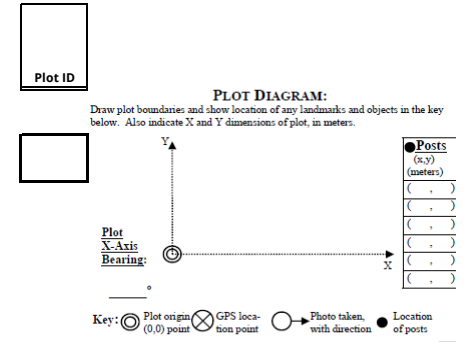 Plot ID
PLOT DIAGRAM:
Draw plot boundaries and show location of any landmarks and objects in the key
below. Also indicate X and Y dimensions of plot, in meters.
Y
Posts
(x,y)
(meters)
( , )
( , )
( , )
( , )
( , )
( , )
Plot
X-Axis
Bearing:
X
°
Key: Plot origin GPS loca- Photo taken, Location
(0,0) point tion point with direction of posts